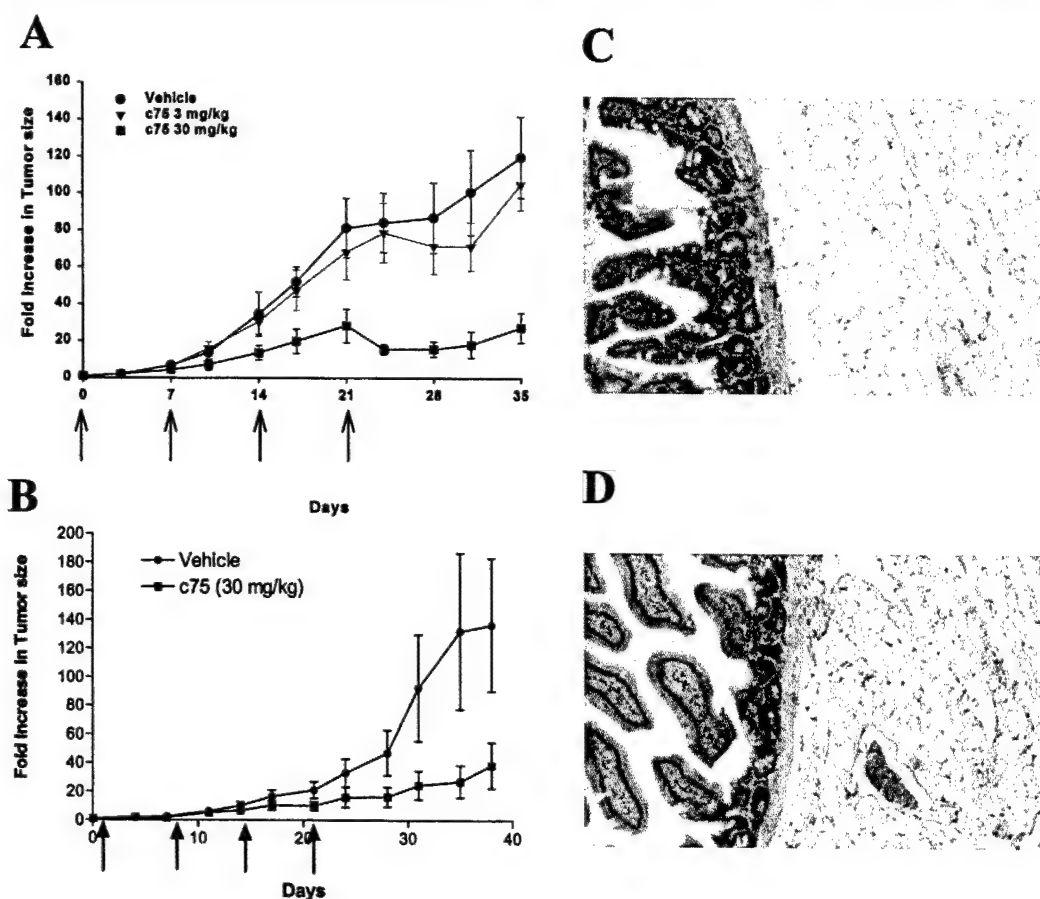 A
Fold Increase in Tumor size
160
140
120
100
80
60
40
20
0
Vehicle
c75 3 mg/kg
c75 30 mg/kg
0 7 14 21 28 35
Days
B
Fold Increase in Tumor size
200
180
160
140
120
100
80
60
40
20
0
Vehicle
c75 (30 mg/kg)
0 10 20 30 40
Days
C
D